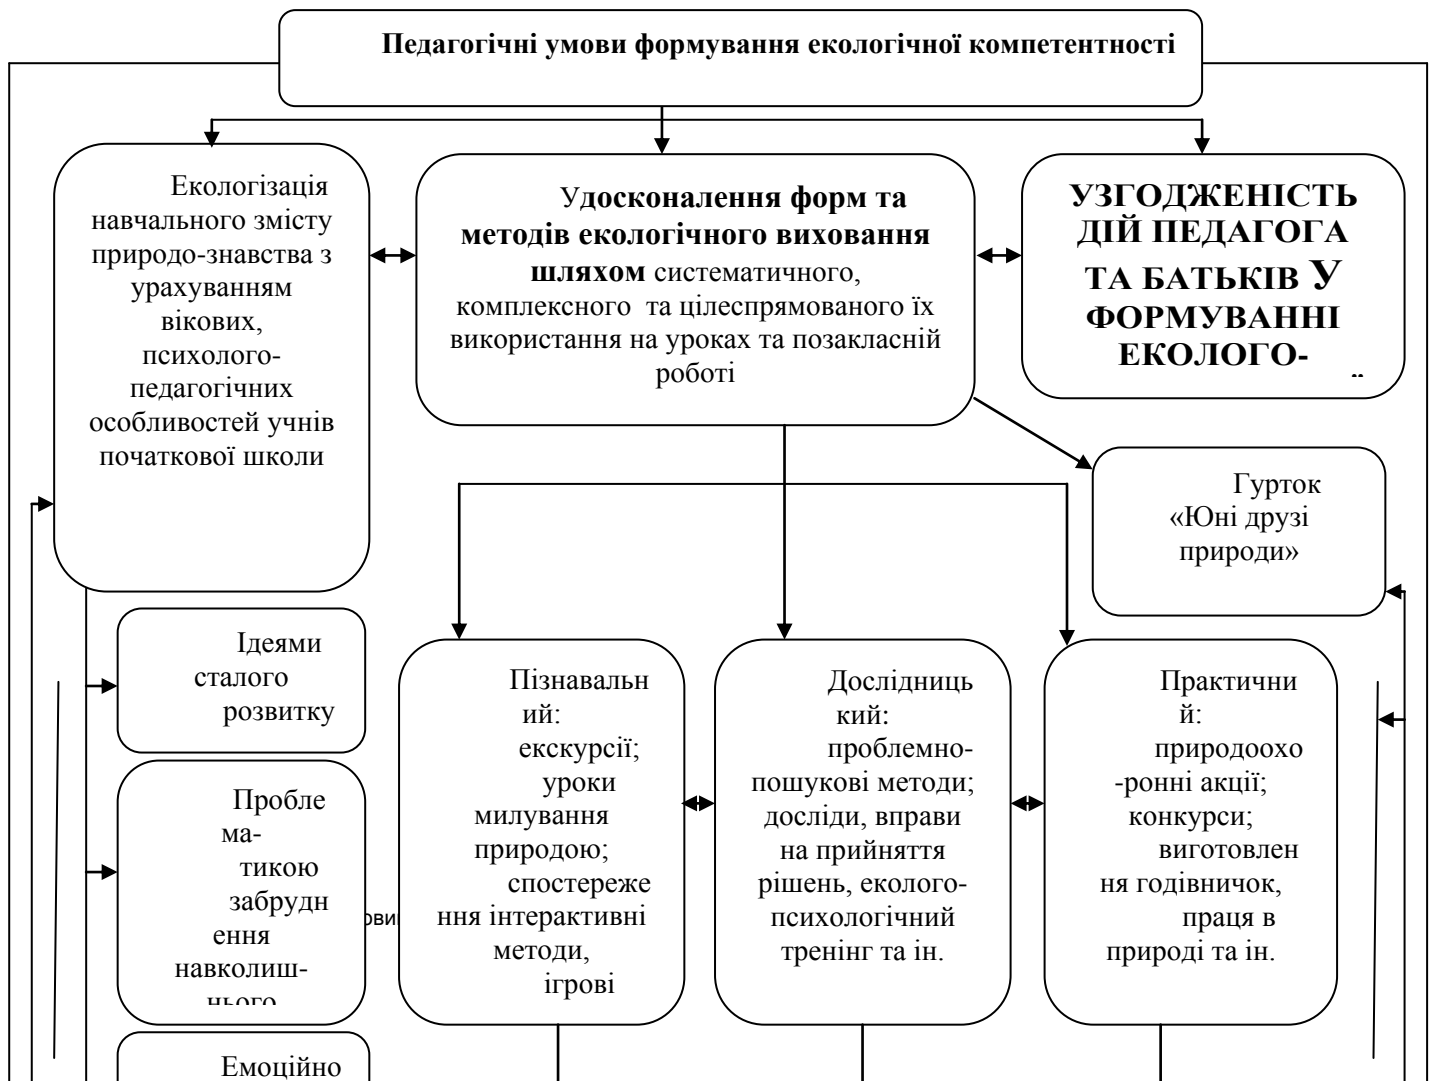 Педагогічні умови формування екологічної компетентності
Екологізація
навчального змісту
природо-знавства з
урахуванням
вікових,
психолого-
педагогічних
особливостей учнів
початкової школи
Удосконалення форм та
методів екологічного виховання
шляхом систематичного,
комплексного та цілеспрямованого їх
використання на уроках та позакласній
роботі
УЗГОДЖЕНІСТЬ
ДІЙ ПЕДАГОГА
ТА БАТЬКІВ У
ФОРМУВАННІ
ЕКОЛОГО-
Гурток
«Юні друзі
природи»
Ідеями
сталого
розвитку
Пробле
ма-
тикою
забрудн
ення
навколиш-
нього
Емоційно
Пізнавальн
ий:
екскурсії;
уроки
милування
природою;
спостереже
ння інтерактивні
методи,
ігрові
Дослідниць
кий:
проблемно-
пошукові методи;
досліди, вправи
на прийняття
рішень, еколого-
психологічний
тренінг та ін.
Практични
й:
природоохо
-ронні акції;
конкурси;
виготовлен
ня годівничок,
праця в
природі та ін.